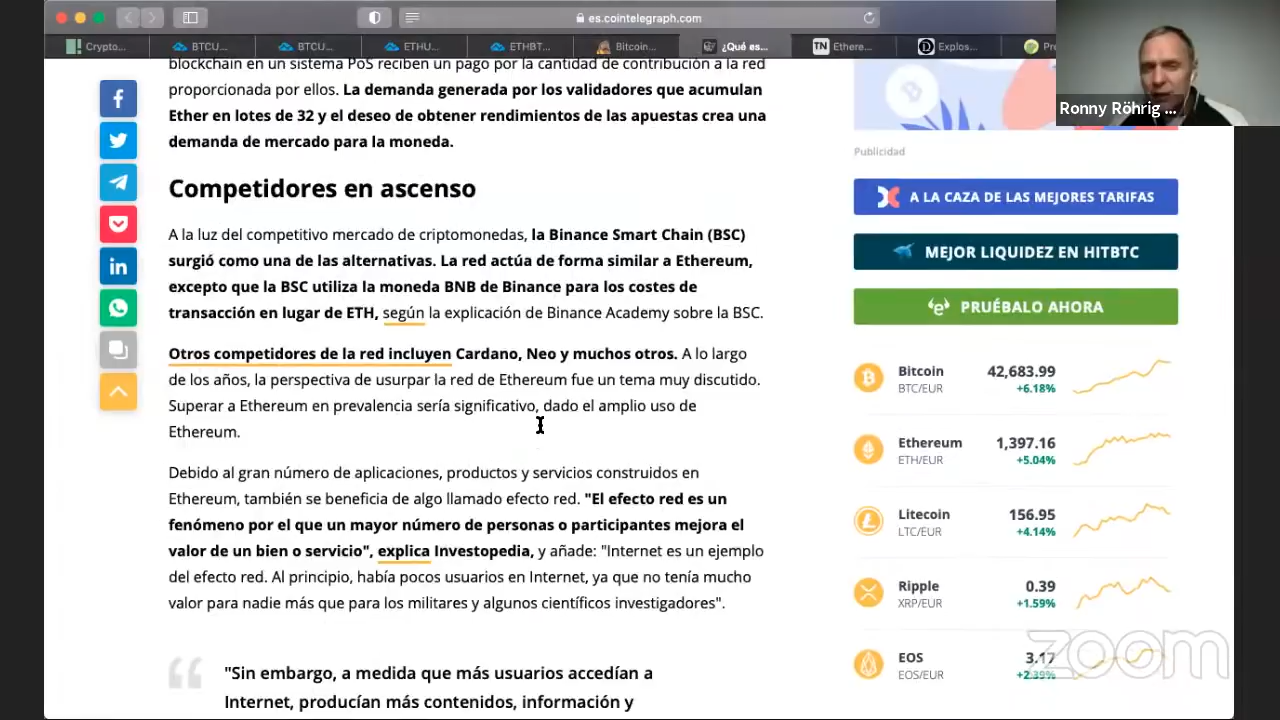 es.cointelegraph.com
Crypto...
BTCU...
BTCU...
ETHU...
ETHBT...
Bitcoin...
¿Qué es...
TN Ethere...
Explos...
Pr
Ronny Röhrig ...
blockchain en un sistema PoS reciben un pago por la cantidad de contribución a la red
proporcionada por ellos. La demanda generada por los validadores que acumulan
Ether en lotes de 32 y el deseo de obtener rendimientos de las apuestas crea una
demanda de mercado para la moneda.
Competidores en ascenso
A la luz del competitivo mercado de criptomonedas, la Binance Smart Chain (BSC)
surgió como una de las alternativas. La red actúa de forma similar a Ethereum,
excepto que la BSC utiliza la moneda BNB de Binance para los costes de
transacción en lugar de ETH, según la explicación de Binance Academy sobre la BSC.
Otros competidores de la red incluyen Cardano, Neo y muchos otros. A lo largo
de los años, la perspectiva de usurpar la red de Ethereum fue un tema muy discutido.
Superar a Ethereum en prevalencia sería significativo, dado el amplio uso de
Ethereum.
Debido al gran número de aplicaciones, productos y servicios construidos en
Ethereum, también se beneficia de algo llamado efecto red. "El efecto red es un
fenómeno por el que un mayor número de personas o participantes mejora el
valor de un bien o servicio", explica Investopedia, y añade: "Internet es un ejemplo
del efecto red. Al principio, había pocos usuarios en Internet, ya que no tenía mucho
valor para nadie más que para los militares y algunos científicos investigadores".
"Sin embargo, a medida que más usuarios accedían a
Internet, producían más contenidos, información y
Publicidad
A LA CAZA DE LAS MEJORES TARIFAS
MEJOR LIQUIDEZ EN HITBTC
PRUÉBALO AHORA
Bitcoin 42,683.99
BTC/EUR +6.18%
Ethereum 1,397.16
ETH/EUR +5.04%
Litecoin 156.95
LTC/EUR +4.14%
Ripple 0.39
XRP/EUR +1.59%
EOS 3.17
EOS/EUR +2.39%
zoom